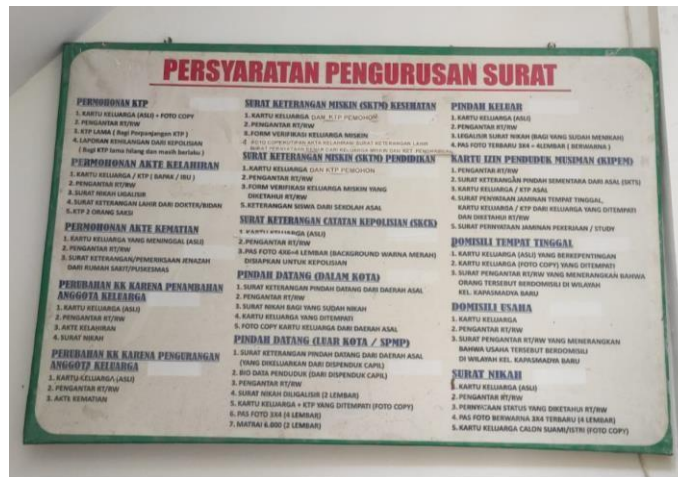 PERSYARATAN PENGURUSAN SURAT
PERMOHONAN KTP
1. KARTU KELUARGA (ASLI) + FOTO COPY
2. PENGANTAR RT/RW
3. KTP LAMA ( Bagi Perpanjangan KTP )
4. LAPORAN KEHILANGAN DARI KEPOLISIAN
( Bagi KTP lama hilang dan masih berlaku )
PERMOHONAN AKTE KELAHIRAN
1. KARTU KELUARGA / KTP ( BAPAK / IBU )
2. PENGANTAR RT/RW
3. SURAT NIKAH LIGALISIR
4. SURAT KETERANGAN LAHIR DARI DOKTER/BIDAN
5. KTP 2 ORANG SAKSI
PERMOHONAN AKTE KEMATIAN
1. KARTU KELUARGA YANG MENINGGAL (ASLI)
2. PENGANTAR RT/RW
3. SURAT KETERANGAN/PEMERIKSAAN JENAZAH
DARI RUMAH SAKIT/PUSKESMAS
PERUBAHAN KK KARENA PENAMBAHAN
ANGGOTA KELUARGA
1. KARTU KELUARGA (ASLI)
2. PENGANTAR RT/RW
3. AKTE KELAHIRAN
4. SURAT NIKAH
PERUBAHAN KK KARENA PENGURANGAN
ANGGOTA KELUARGA
1. KARTU KELUARGA (ASLI)
2. PENGANTAR RT/RW
3. AKTE KEMATIAN
SURAT KETERANGAN MISKIN (SKTM) KESEHATAN
1. KARTU KELUARGA DAN KTP PEMOHON
2. PENGANTAR RT/RW
3. FORM VERIFIKASI KELUARGA MISKIN
SURAT KETERANGAN MISKIN (SKTM) PENDIDIKAN
1. KARTU KELUARGA DAN KTP PEMOHON
2. PENGANTAR RT/RW
3. FORM VERIFIKASI KELUARGA MISKIN YANG
DIKETAHUI RT/RW
5. KETERANGAN SISWA DARI SEKOLAH ASAL
SURAT KETERANGAN CATATAN KEPOLISIAN (SKCK)
1. KARTU KELUARGA (ASLI)
2. PENGANTAR RT/RW
3. PAS FOTO 4X6=4 LEMBAR (BACKGROUND WARNA MERAH)
DISIAPKAN UNTUK KEPOLISIAN
PINDAH DATANG (DALAM KOTA)
1. SURAT KETERANGAN PINDAH DATANG DARI DAERAH ASAL
2. PENGANTAR RT/RW
3. SURAT NIKAH BAGI YANG SUDAH NIKAH
4. KARTU KELUARGA YANG DITEMPATI
5. FOTO COPY KARTU KELUARGA DAERAH ASAL
PINDAH DATANG (LUAR KOTA / SPMP)
1. SURAT KETERANGAN PINDAH DATANG DARI DAERAH ASAL
(YANG DIKELUARKAN DARI DISPENDUK CAPIL)
2. BIO DATA PENDUDUK (DARI DISPENDUK CAPIL)
3. PENGANTAR RT/RW
4. SURAT NIKAH DILIGALISIR (2 LEMBAR)
5. KARTU KELUARGA + KTP YANG DITEMPATI (FOTO COPY)
6. PAS FOTO 3X4 (4 LEMBAR)
7. MATRAI 6.000 (2 LEMBAR)
PINDAH KELUAR
1. KARTU KELUARGA (ASLI)
2. PENGANTAR RT/RW
3. LEGALISIR SURAT NIKAH (BAGI YANG SUDAH MENIKAH)
4. PAS FOTO TERBARU 3X4 = 4LEMBAR ( BERWARNA )
KARTU IZIN PENDUDUK MUSIMAN (KIPEM)
1. PENGANTAR RT/RW
2. SURAT KETERANGAN PINDAH SEMENTARA DARI ASAL (SKTS)
3. KARTU KELUARGA / KTP ASAL
4. SURAT PENYATAAN JAMINAN TEMPAT TINGGAL,
KARTU KELUARGA / KTP DARI KELUARGA YANG DITEMPATI
DAN DIKETAHUI RT/RW
5. SURAT PERNYATAAN JAMINAN PEKERJAAN / STUDY
DOMISILI TEMPAT TINGGAL
1. KARTU KELUARGA (ASLI) YANG BERKEPENTINGAN
2. KARTU KELUARGA (FOTO COPY) YANG DITEMPATI
3. SURAT PENGANTAR RT/RW YANG MENERANGKAN BAHWA
ORANG TERSEBUT BERDOMISILI DI WILAYAH
KEL. KAPASMADYA BARU
DOMISILI USAHA
1. KARTU KELUARGA
2. PENGANTAR RT/RW
3. SURAT PENGANTAR RT/RW YANG MENERANGKAN
BAHWA USAHA TERSEBUT BERDOMISILI
DI WILAYAH KEL. KAPASMADYA BARU
SURAT NIKAH
1. KARTU KELUARGA (ASLI)
2. PENGANTAR RT/RW
3. PERNYATAAN STATUS YANG DIKETAHUI RT/RW
4. PAS FOTO BERWARNA 3X4 TERBARU (4 LEMBAR)
5. KARTU KELUARGA CALON SUAMI/ISTRI (FOTO COPY)